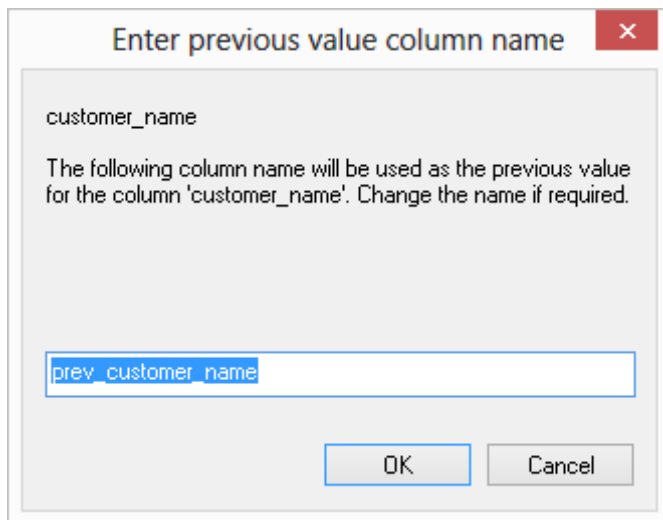 Enter previous value column name
customer_name
The following column name will be used as the previous value
for the column 'customer_name'. Change the name if required.
prev_customer_name
OK
Cancel